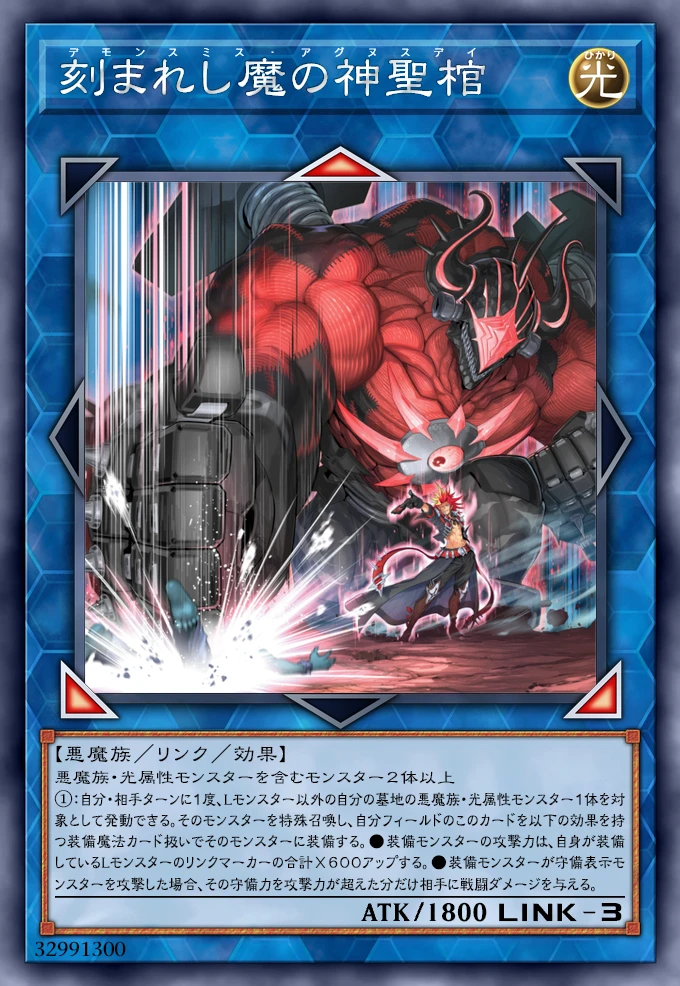 デモンスミス・アグヌスデイ
刻まれし魔の神聖棺
ひかり
光
【悪魔族／リンク／効果】
悪魔族・光属性モンスターを含むモンスター２体以上
①：自分・相手ターンに1度、Lモンスター以外の自分の墓地の悪魔族・光属性モンスター1体を対
象として発動できる。そのモンスターを特殊召喚し、自分フィールドのこのカードを以下の効果を持
つ装備魔法カード扱いでそのモンスターに装備する。●装備モンスターの攻撃力は、自身が装備
しているLモンスターのリンクマーカーの合計×600アップする。●装備モンスターが守備表示モ
ンスターを攻撃した場合、その守備力を攻撃力が超えた分だけ相手に戦闘ダメージを与える。
ATK/1800 LINK-3
32991300